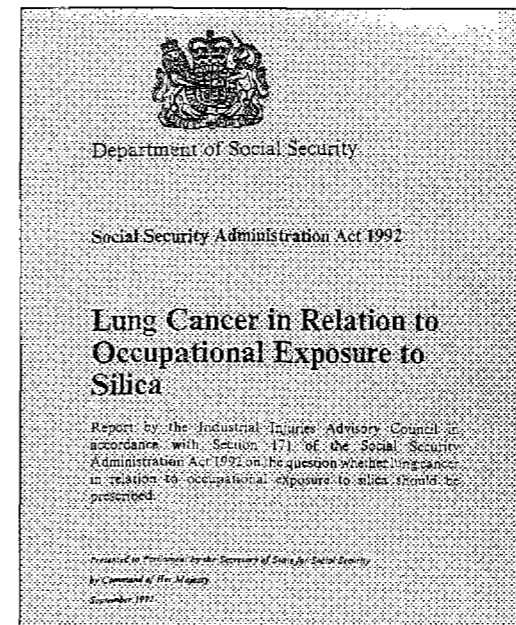 Department of Social Security
Social Security Administration Act 1992
Lung Cancer in Relation to
Occupational Exposure to
Silica
Report by the Industrial Injuries Advisory Council in
accordance with Section 171 of the Social Security
Administration Act 1992 on the question whether lung cancer
in relation to occupational exposure to silica should be
prescribed.
Presented to Parliament by the Secretary of State for Social Security
by Command of Her Majesty
September